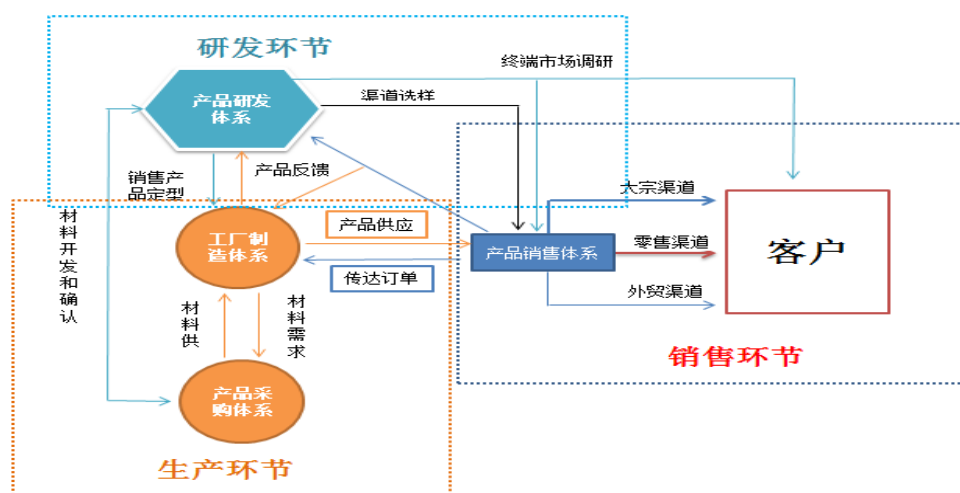 研发环节
终端市场调研
产品研发
体系
渠道选样
产品反馈
销售产
品定型
大宗渠道
材料开发和确认
工厂制
造体系
产品供应
产品销售体系
零售渠道
客户
传达订单
外贸渠道
材料供
材料需求
销售环节
产品采
购体系
生产环节